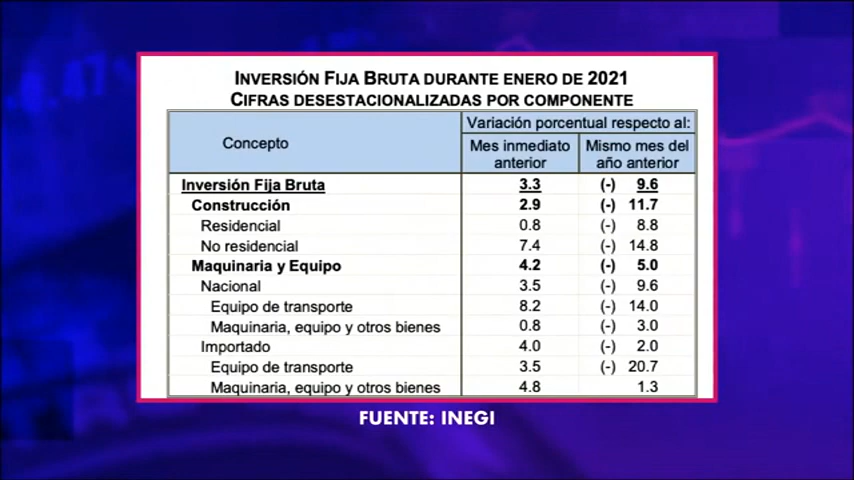 INVERSIÓN FIJA BRUTA DURANTE ENERO DE 2021
CIFRAS DESESTACIONALIZADAS POR COMPONENTE
Concepto
Variación porcentual respecto al:
Mes inmediato anterior
Mismo mes del año anterior
Inversión Fija Bruta 3.3 (-) 9.6
Construcción 2.9 (-) 11.7
Residencial 0.8 (-) 8.8
No residencial 7.4 (-) 14.8
Maquinaria y Equipo 4.2 (-) 5.0
Nacional 3.5 (-) 9.6
Equipo de transporte 8.2 (-) 14.0
Maquinaria, equipo y otros bienes 0.8 (-) 3.0
Importado 4.0 (-) 2.0
Equipo de transporte 3.5 (-) 20.7
Maquinaria, equipo y otros bienes 4.8 1.3
FUENTE: INEGI